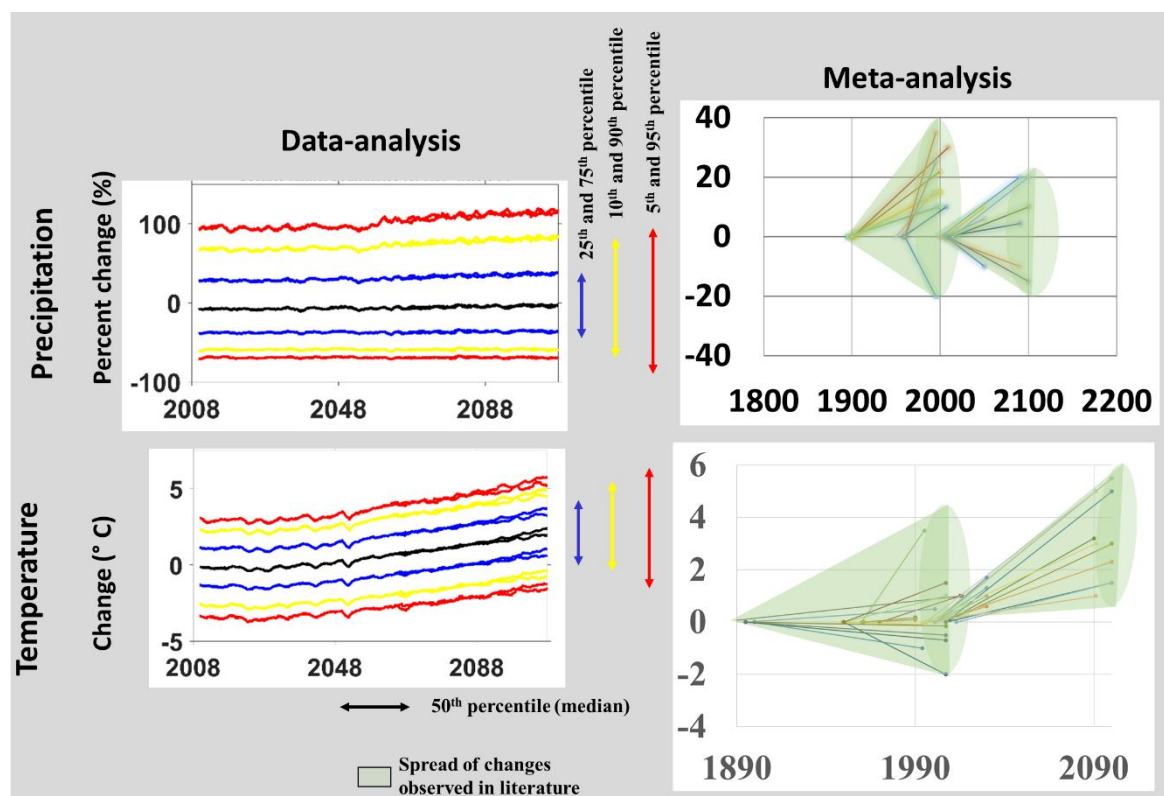 Data-analysis
Meta-analysis
Precipitation
Percent change (%)
100
0
-100
2008
2048
2088
25th and 75th percentile
10th and 90th percentile
5th and 95th percentile
40
20
0
-20
-40
1800
1900
2000
2100
2200
Temperature
Change (° C)
5
0
-5
2008
2048
2088
50th percentile (median)
6
4
2
0
-2
-4
1890
1990
2090
Spread of changes
observed in literature